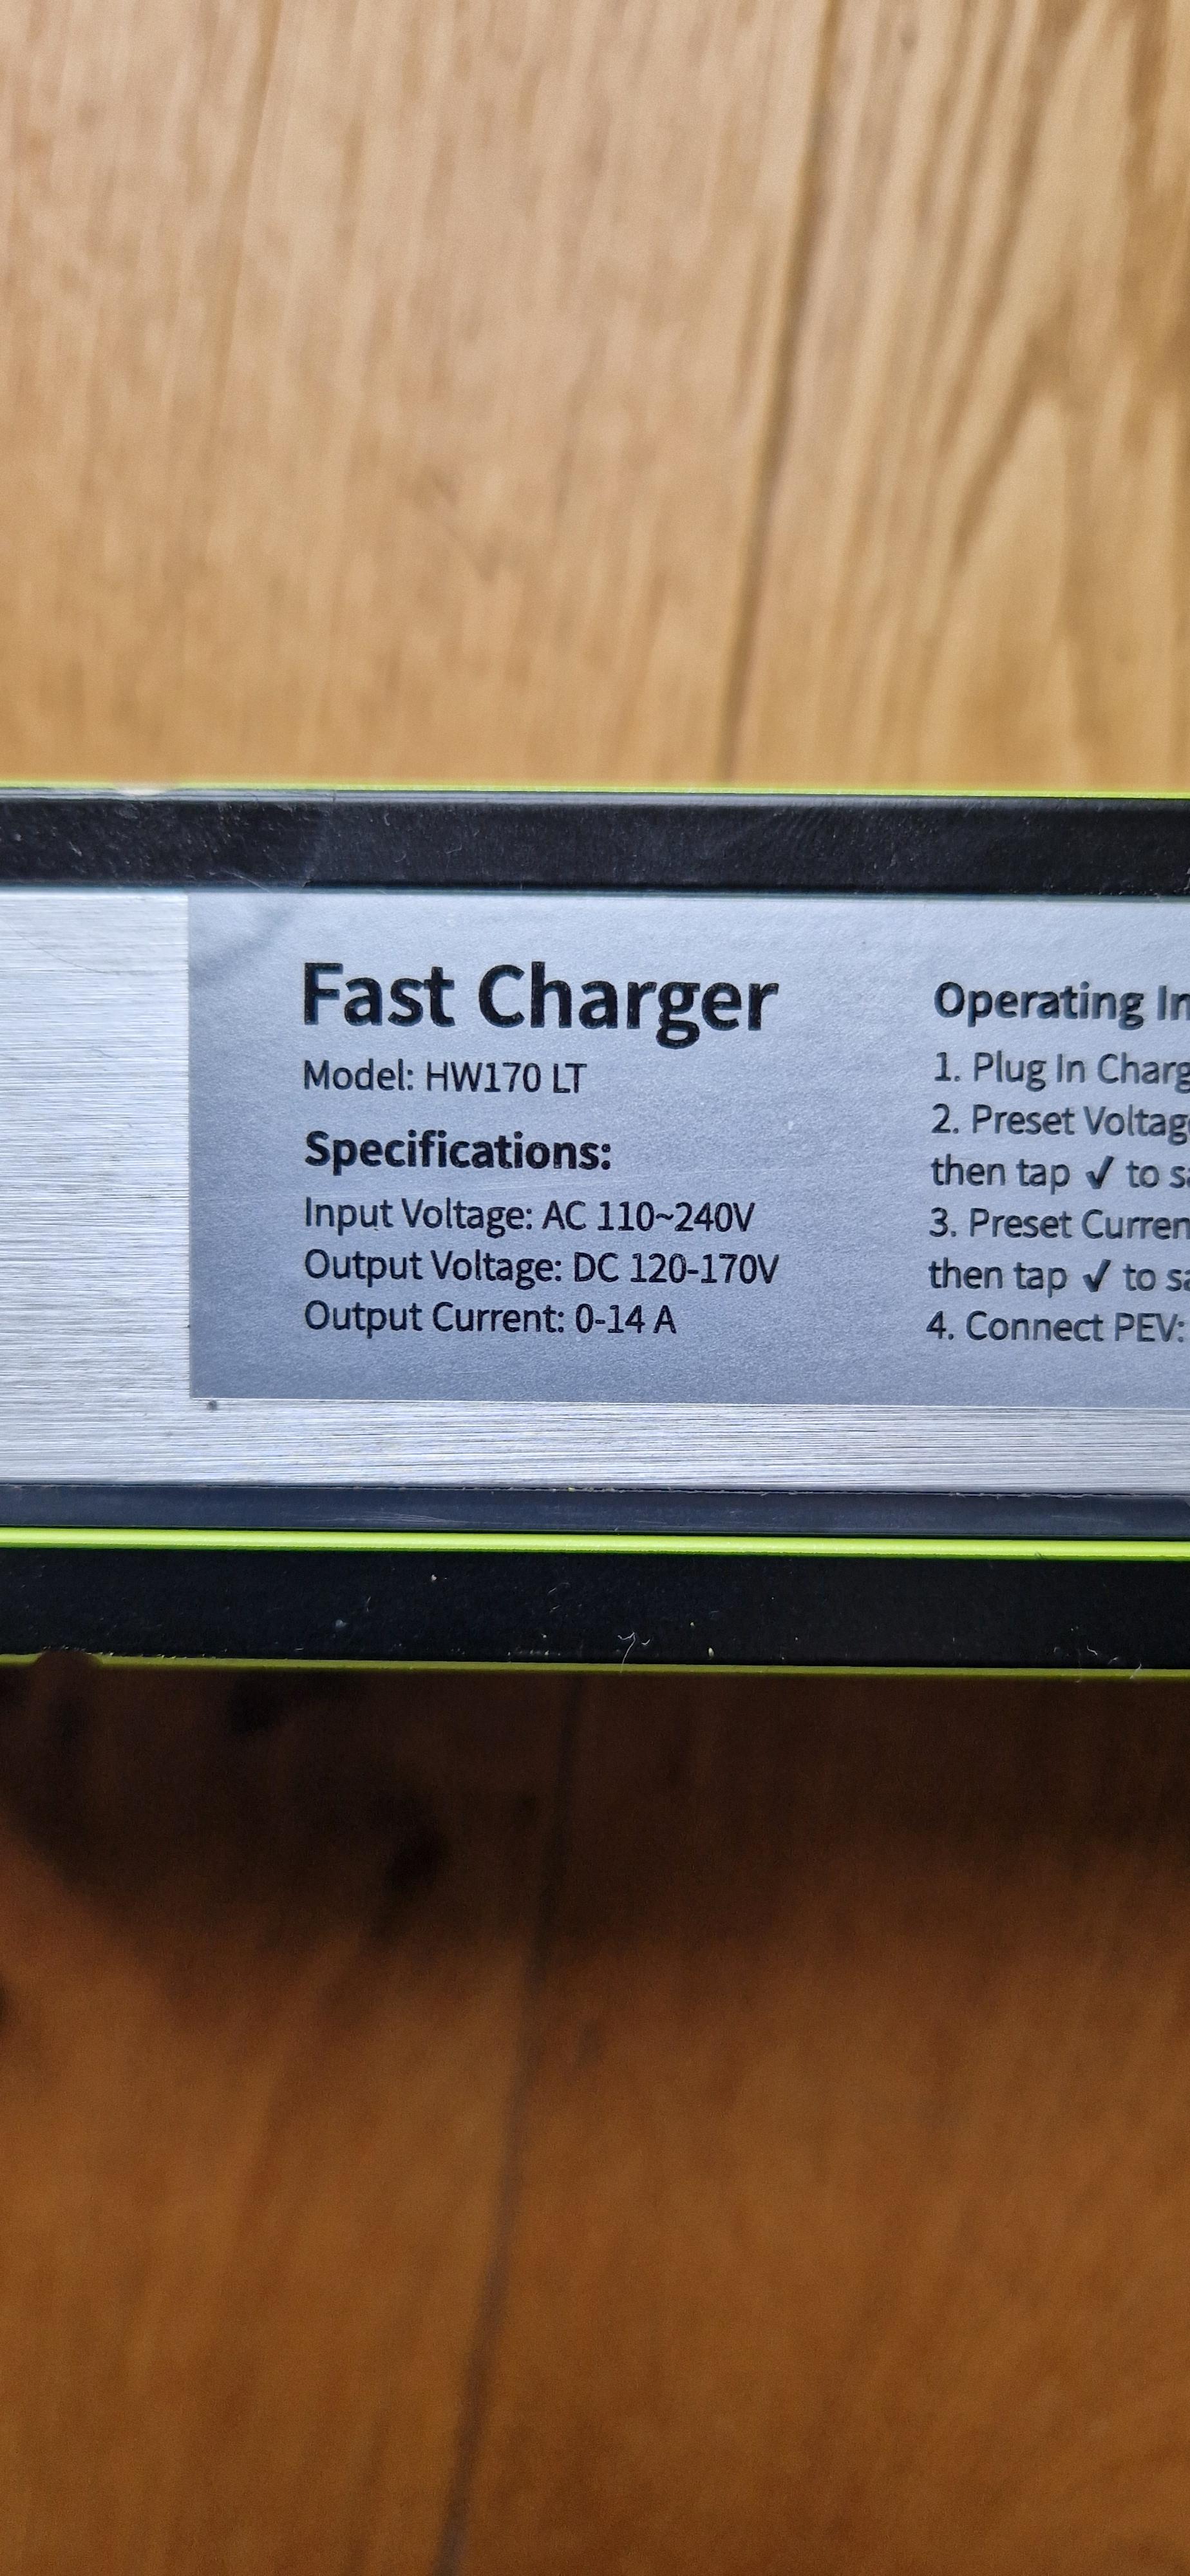 Fast Charger
Model: HW170 LT
Specifications:
Input Voltage: AC 110~240V
Output Voltage: DC 120-170V
Output Current: 0-14 A
Operating
1. Plug In
2. Preset
then tap ✓ to
3. Preset
then tap ✓ to
4. Connect PEV: